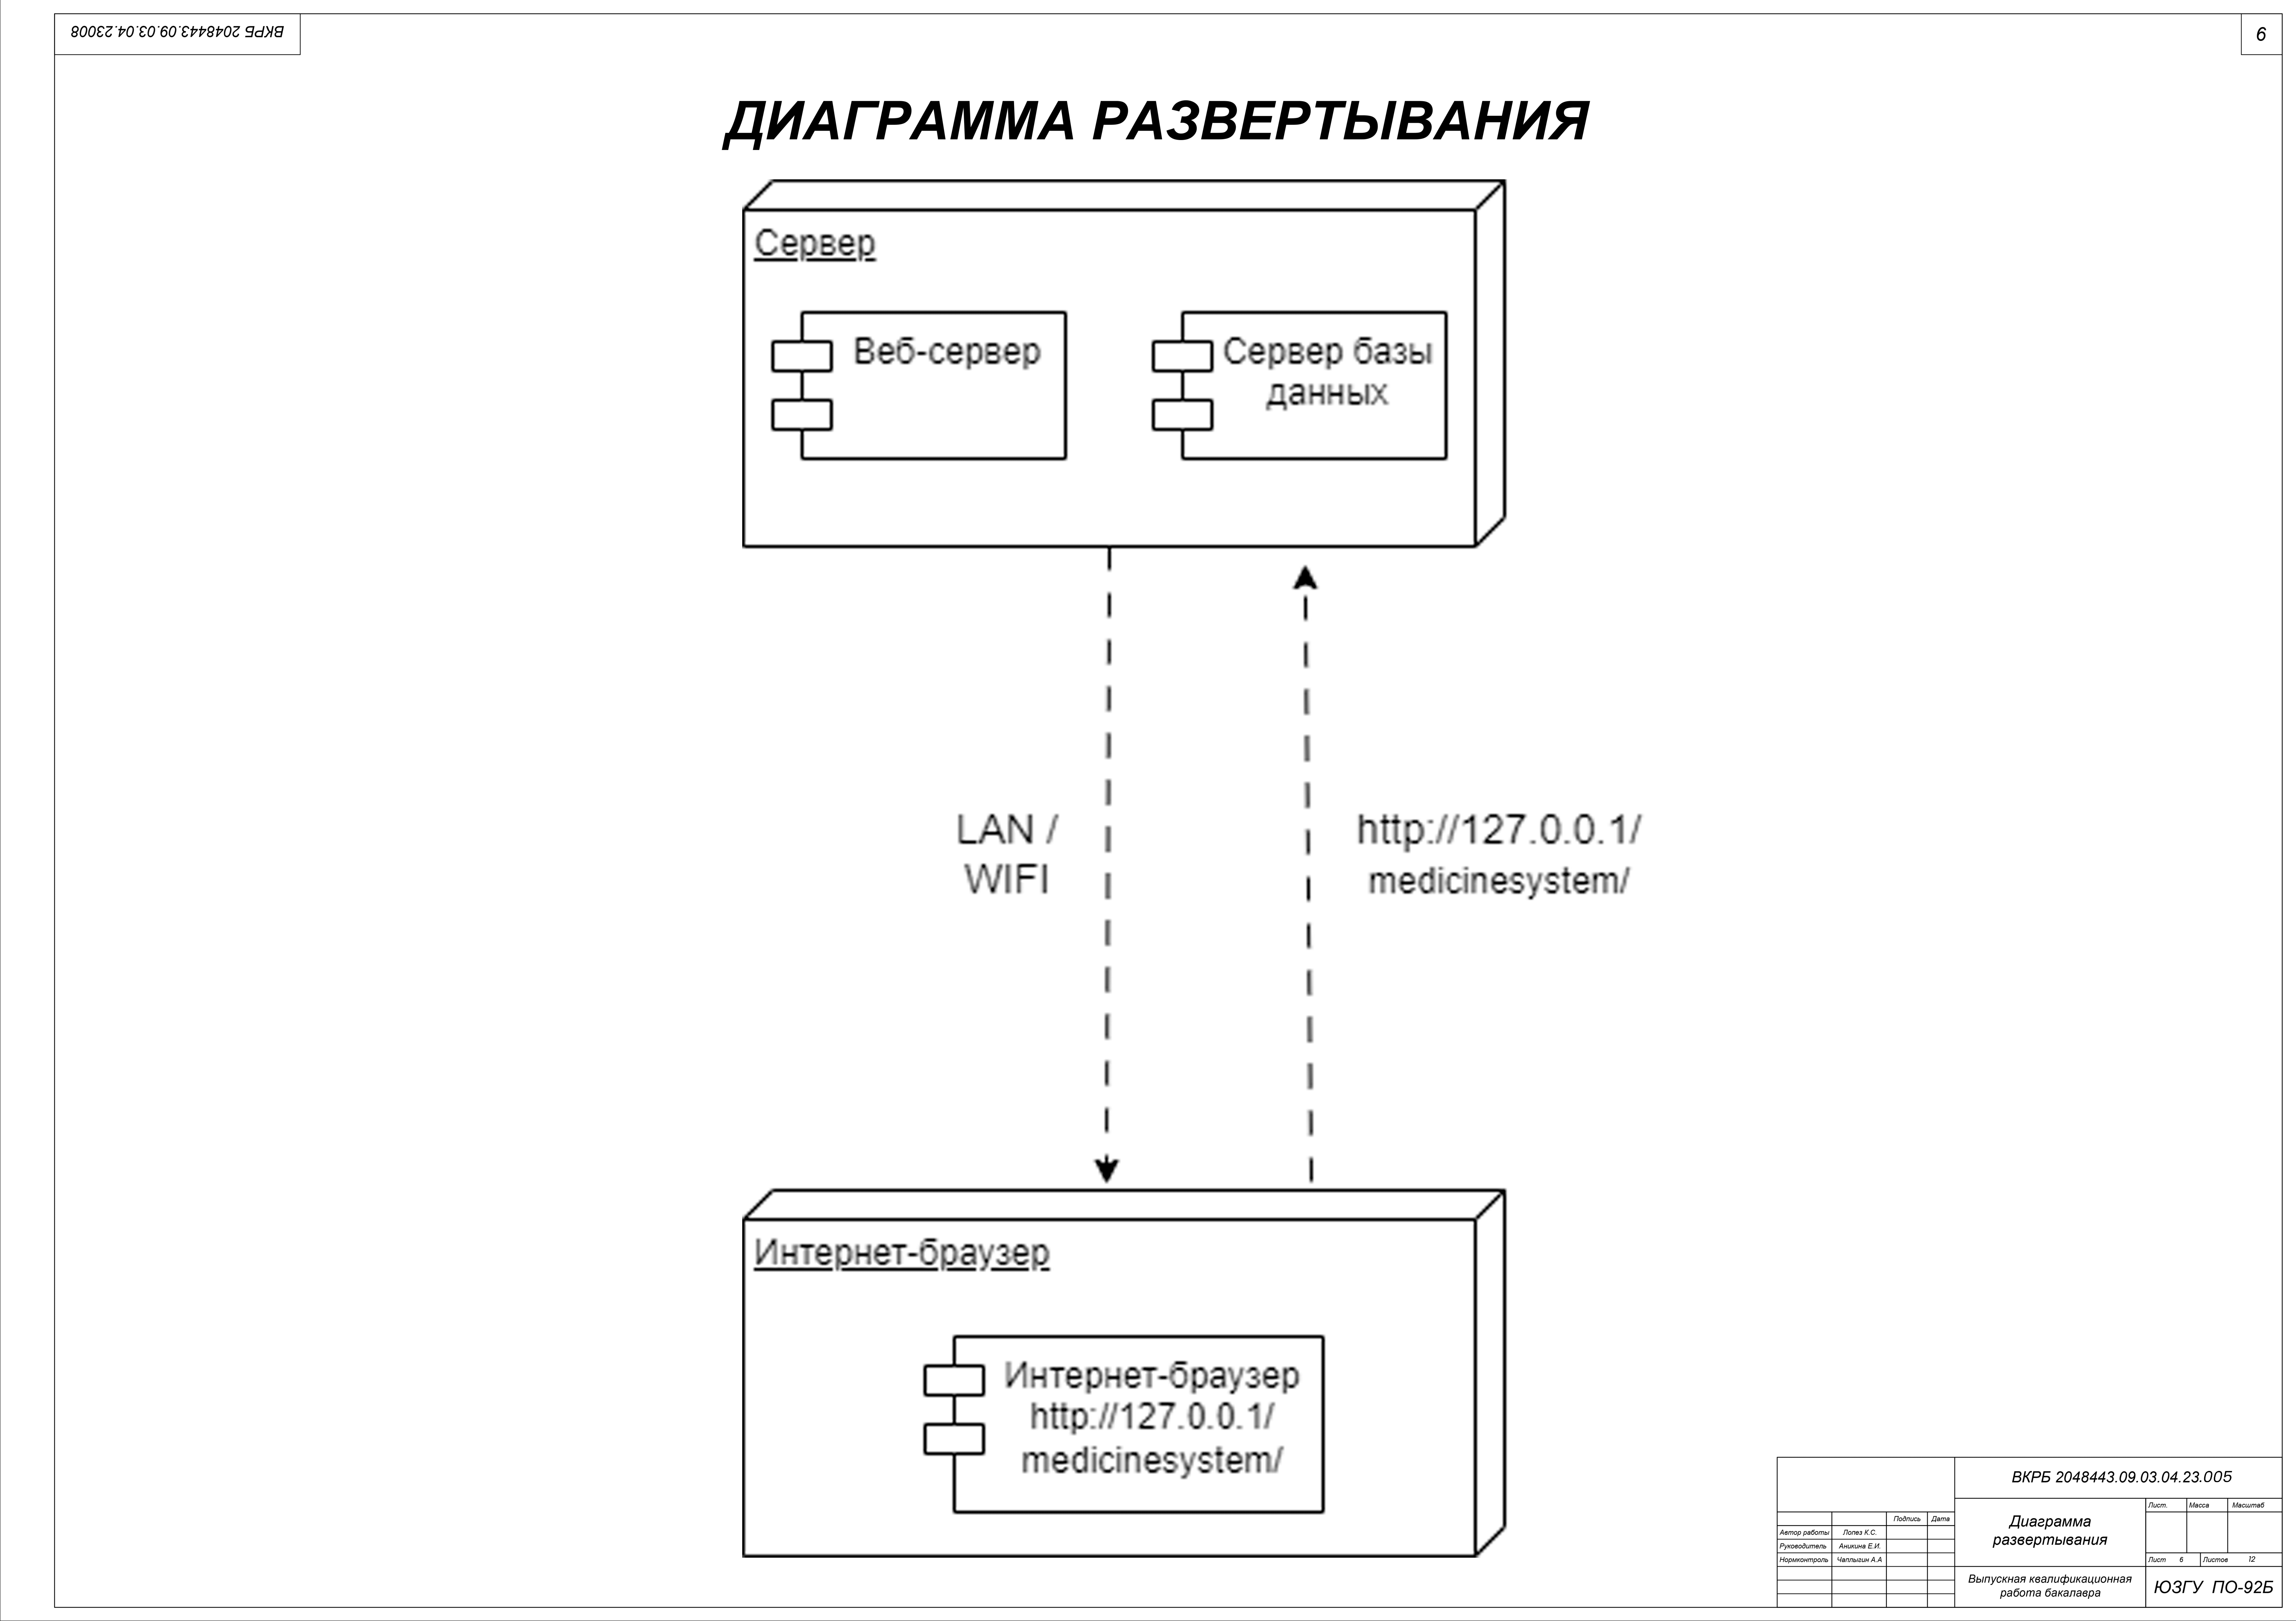 ВКРБ 2048443.09.03.04.23008
6
ДИАГРАММА РАЗВЕРТЫВАНИЯ
Сервер
Веб-сервер
Сервер базы
данных
LAN /
WIFI
http://127.0.0.1/
medicinesystem/
Интернет-браузер
Интернет-браузер
http://127.0.0.1/
medicinesystem/
ВКРБ 2048443.09.03.04.23.005
Лист. Масса Масштаб
Диаграмма
развертывания
Подпись Дата
Автор работы Лопез К.С.
Руководитель Аникина Е.И.
Нормконтроль Чаплыгин А.А
Лист 6 Листов 12
Выпускная квалификационная
работа бакалавра
ЮЗГУ ПО-92Б